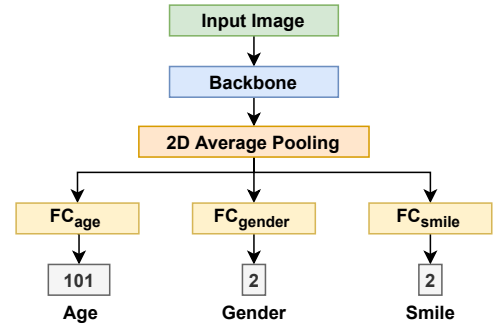 Input Image
Backbone
2D Average Pooling
FCage FCgender FCsmile
101 2 2
Age Gender Smile